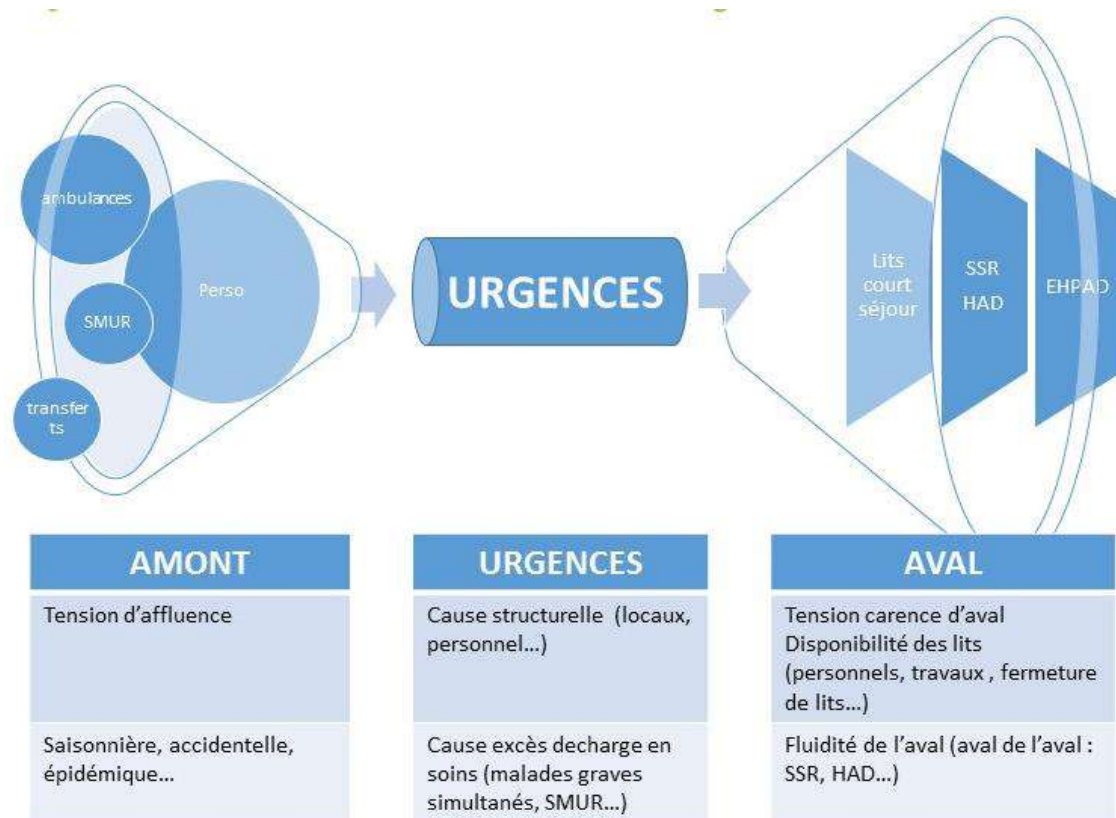 ambulances
Perso
SMUR
transfer
ts
URGENCES
Lits
court
séjour
SSR
HAD
EHPAD
AMONT
Tension d’affluence
Saisonnière, accidentelle,
épidémique...
URGENCES
Cause structurelle (locaux,
personnel...)
Cause excès decharge en
soins (malades graves
simultanés, SMUR...)
AVAL
Tension carence d’aval
Disponibilité des lits
(personnels, travaux , fermeture
de lits...)
Fluidité de l’aval (aval de l’aval :
SSR, HAD...)